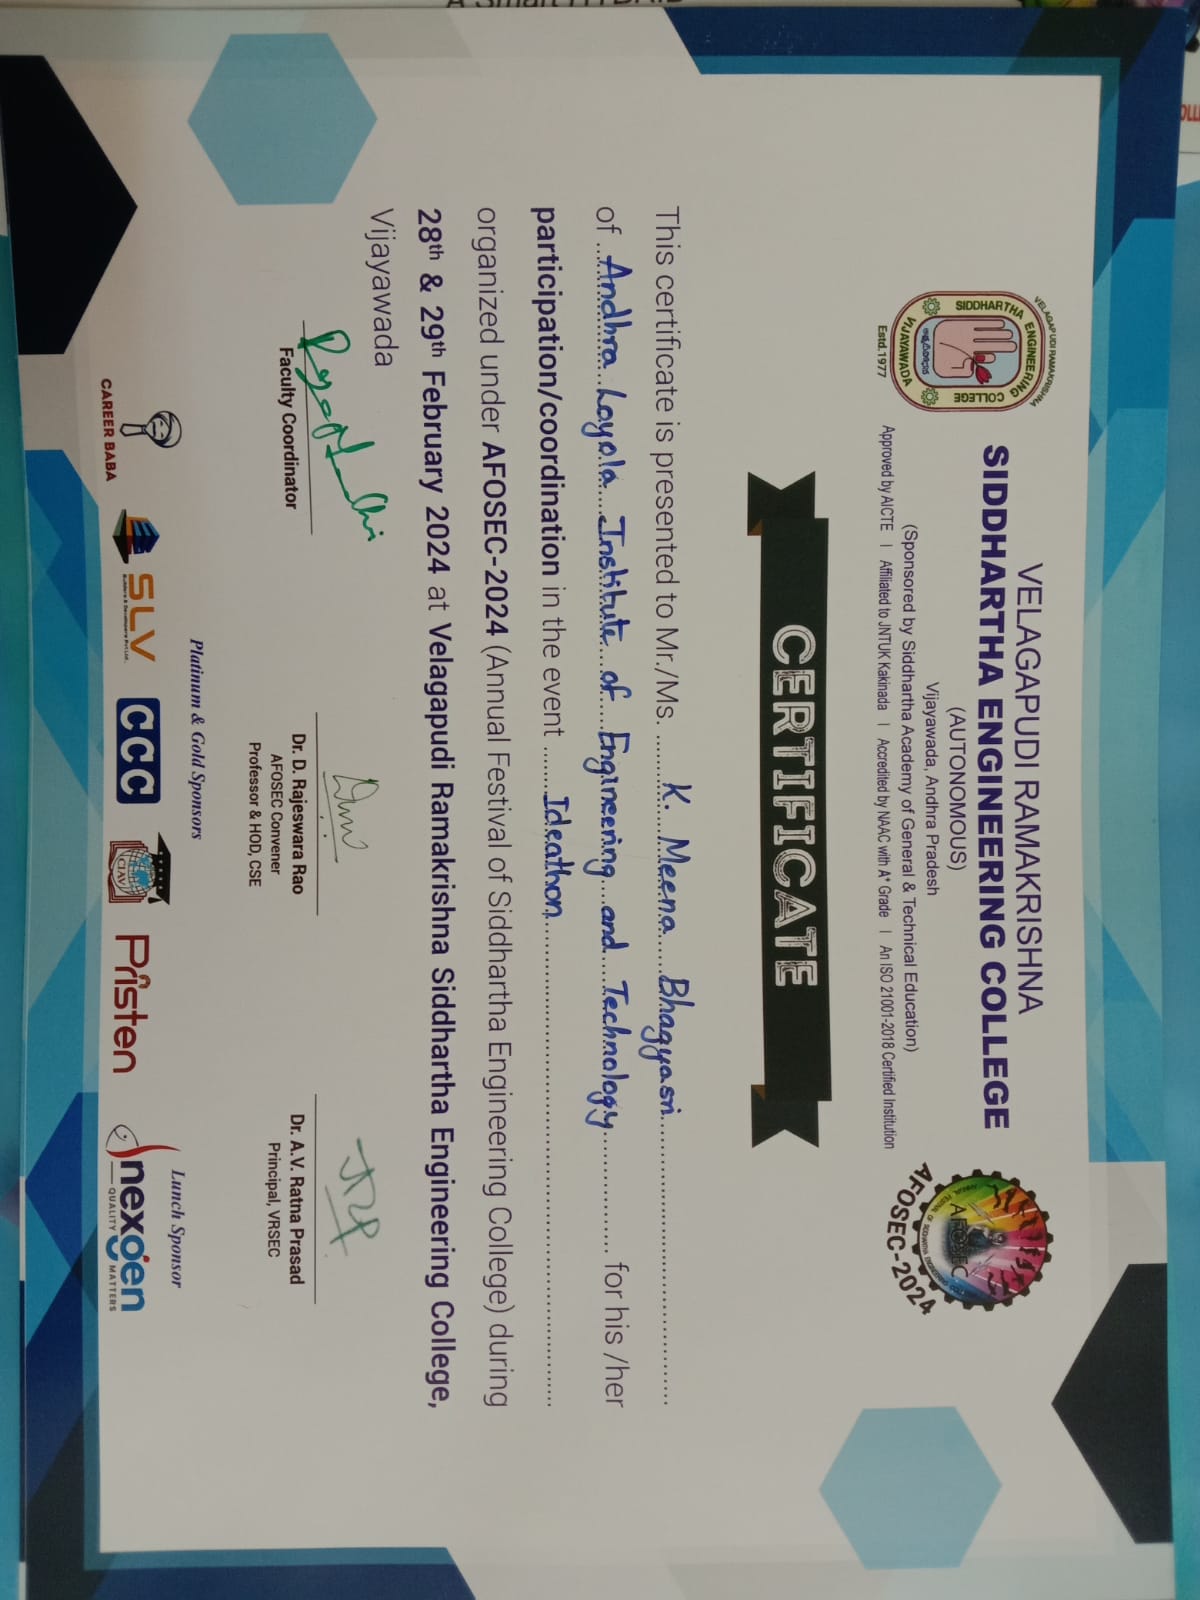 VELAGAPUDI RAMAKRISHNA
SIDDHARTHA ENGINEERING COLLEGE
(AUTONOMOUS)
Vijayawada, Andhra Pradesh
(Sponsored by Siddhartha Academy of General & Technical Education)
Approved by AICTE | Affiliated to JNTUK Kakinada | Accredited by NAAC with A+ Grade | An ISO 21001-2018 Certified Institution
VELAGAPUDI RAMAKRISHNA
SIDDHARTHA ENGINEERING COLLEGE
VIJAYAWADA
Estd.1977
AFOSEC
AFOSEC-2024
CERTIFICATE
This certificate is presented to Mr./Ms. K. Meena Bhagyasri
of Andhra Loyola Institute of Engineering and Technology for his /her
participation/coordination in the event Ideathon
organized under AFOSEC-2024 (Annual Festival of Siddhartha Engineering College) during
28th & 29th February 2024 at Velagapudi Ramakrishna Siddhartha Engineering College,
Vijayawada
Faculty Coordinator
Dr. D. Rajeswara Rao
AFOSEC Convener
Professor & HOD, CSE
Dr. A.V. Ratna Prasad
Principal, VRSEC
Platinum & Gold Sponsors
Lunch Sponsor
CAREER BABA
SLV
CCC
CIAV
Pristen
nexgen
QUALITY MATTERS